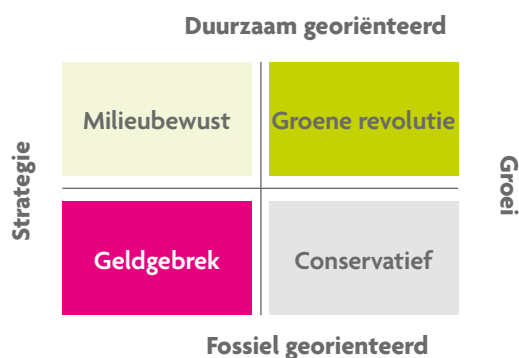 Duurzaam georiënteerd
Milieubewust
Groene revolutie
Strategie
Groei
Geldgebrek
Conservatief
Fossiel georienteerd